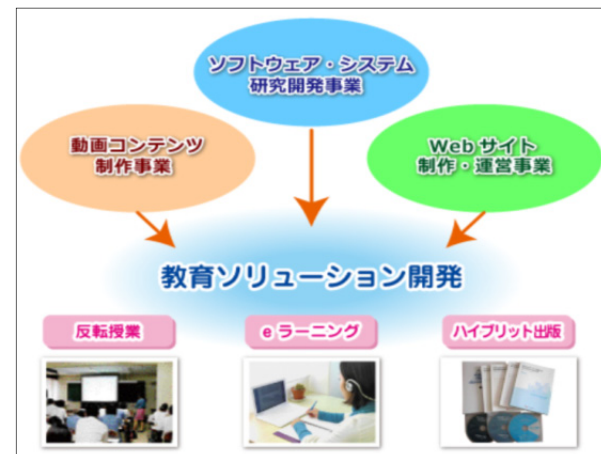 ソフトウェア・システム
研究開発事業
動画コンテンツ
制作事業
Webサイト
制作・運営事業
教育ソリューション開発
反転授業
eラーニング
ハイブリット出版